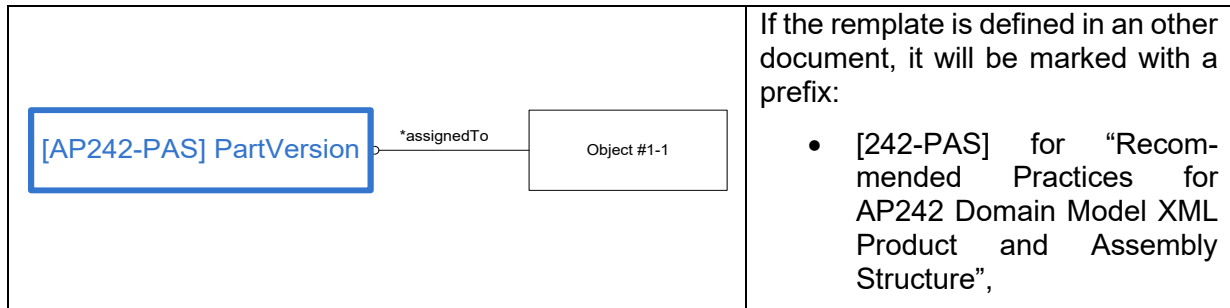 [AP242-PAS] PartVersion
*assignedTo
Object #1-1
If the remplate is defined in an other
document, it will be marked with a
prefix:
• [242-PAS] for “Recom-
mended Practices for
AP242 Domain Model XML
Product and Assembly
Structure”,